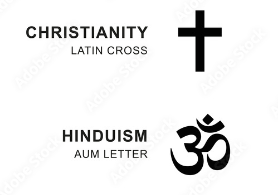 CHRISTIANITY
LATIN CROSS
HINDUISM
AUM LETTER
ॐ